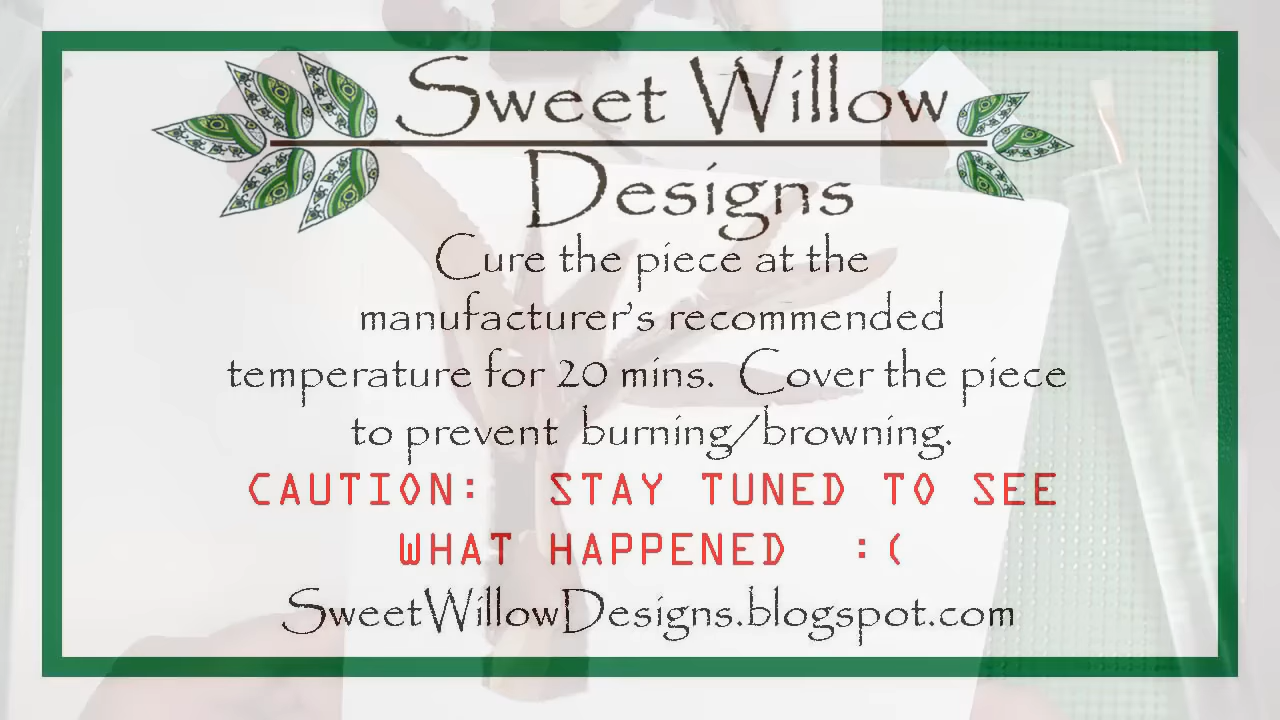 Sweet Willow
Designs
Cure the piece at the
manufacturer's recommended
temperature for 20 mins. Cover the piece
to prevent burning/browning.
CAUTION: STAY TUNED TO SEE
WHAT HAPPENED :(
SweetWillowDesigns.blogspot.com